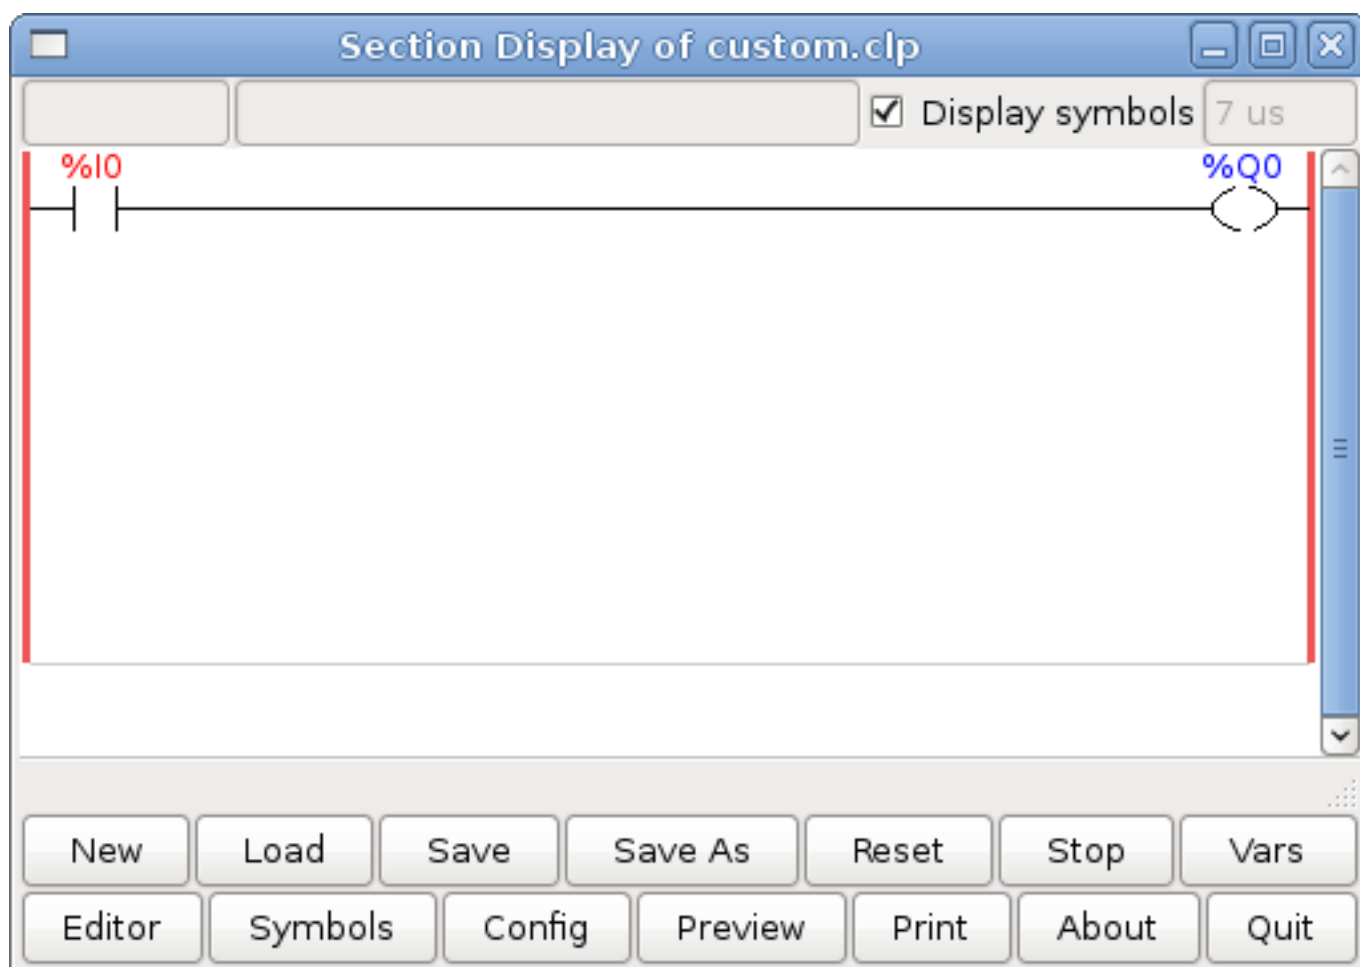 Section Display of custom.clp
Display symbols 7 us
%I0 %Q0
New Load Save Save As Reset Stop Vars
Editor Symbols Config Preview Print About Quit